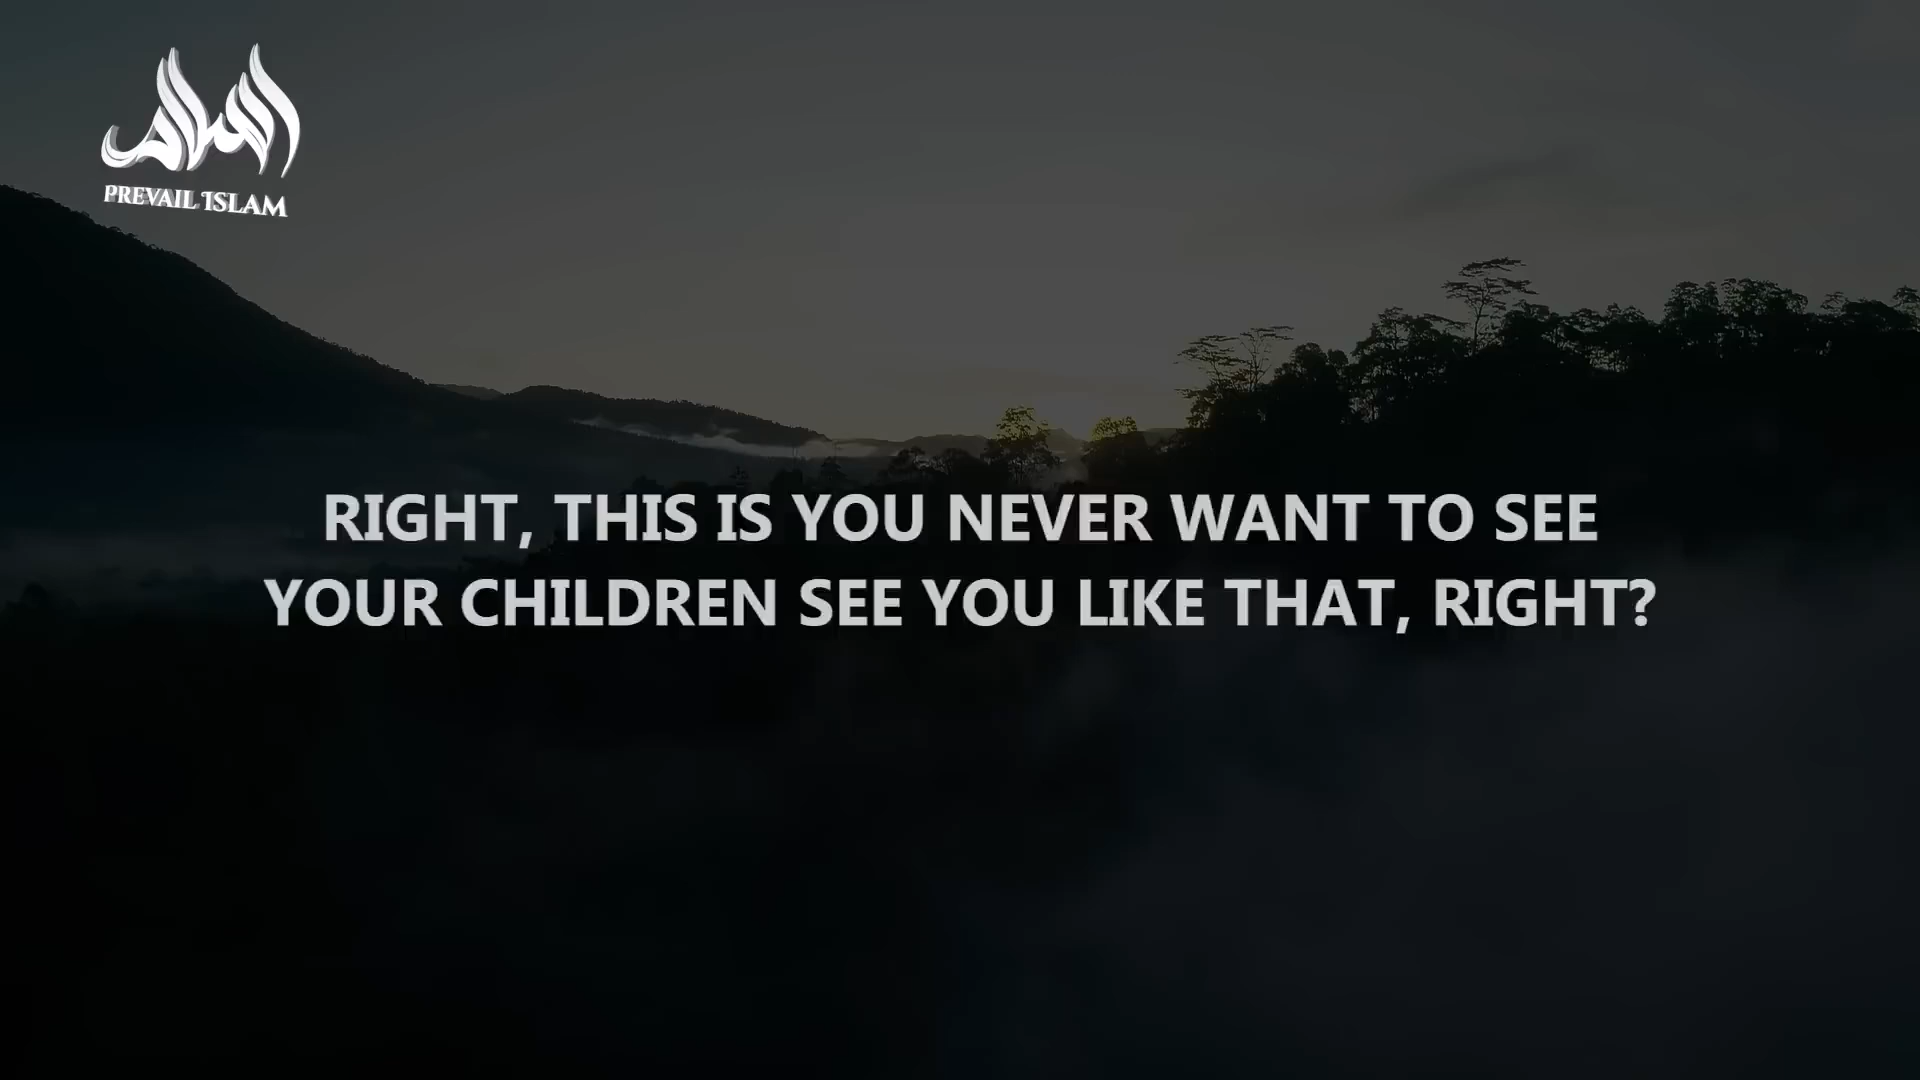 PREVAIL ISLAM
RIGHT, THIS IS YOU NEVER WANT TO SEE
YOUR CHILDREN SEE YOU LIKE THAT, RIGHT?